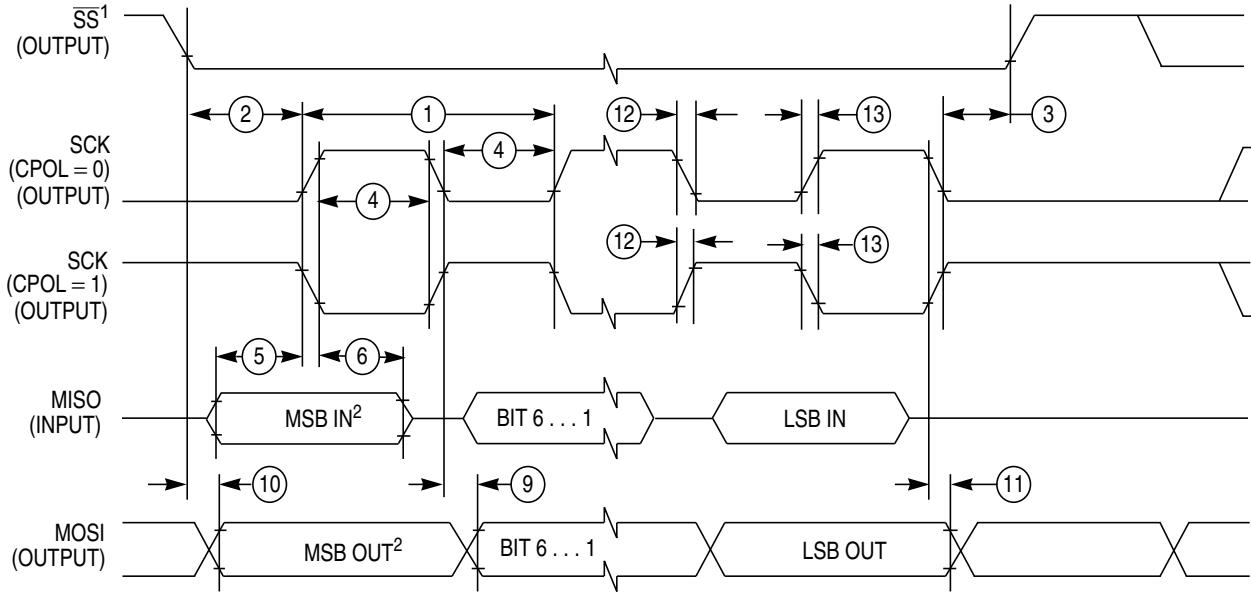 SS¹
(OUTPUT)
2
1
12
13
3
SCK
(CPOL = 0)
(OUTPUT)
4
4
SCK
(CPOL = 1)
(OUTPUT)
12
13
5
6
MISO
(INPUT)
MSB IN²
BIT 6 . . . 1
LSB IN
10
9
11
MOSI
(OUTPUT)
MSB OUT²
BIT 6 . . . 1
LSB OUT